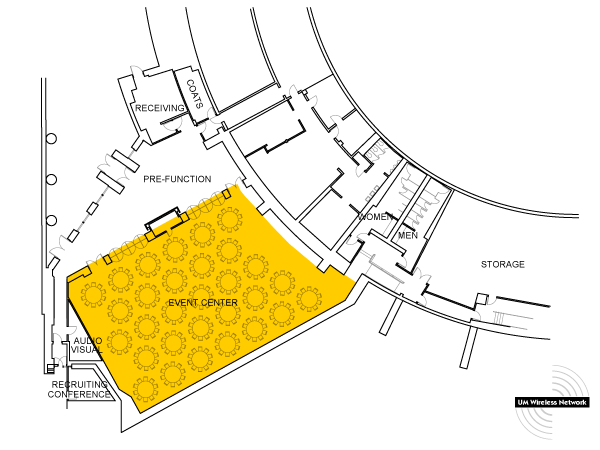 COATS
RECEIVING
PRE-FUNCTION
WOMEN
MEN
STORAGE
EVENT CENTER
AUDIO
VISUAL
RECRUITING
CONFERENCE
UM Wireless Network